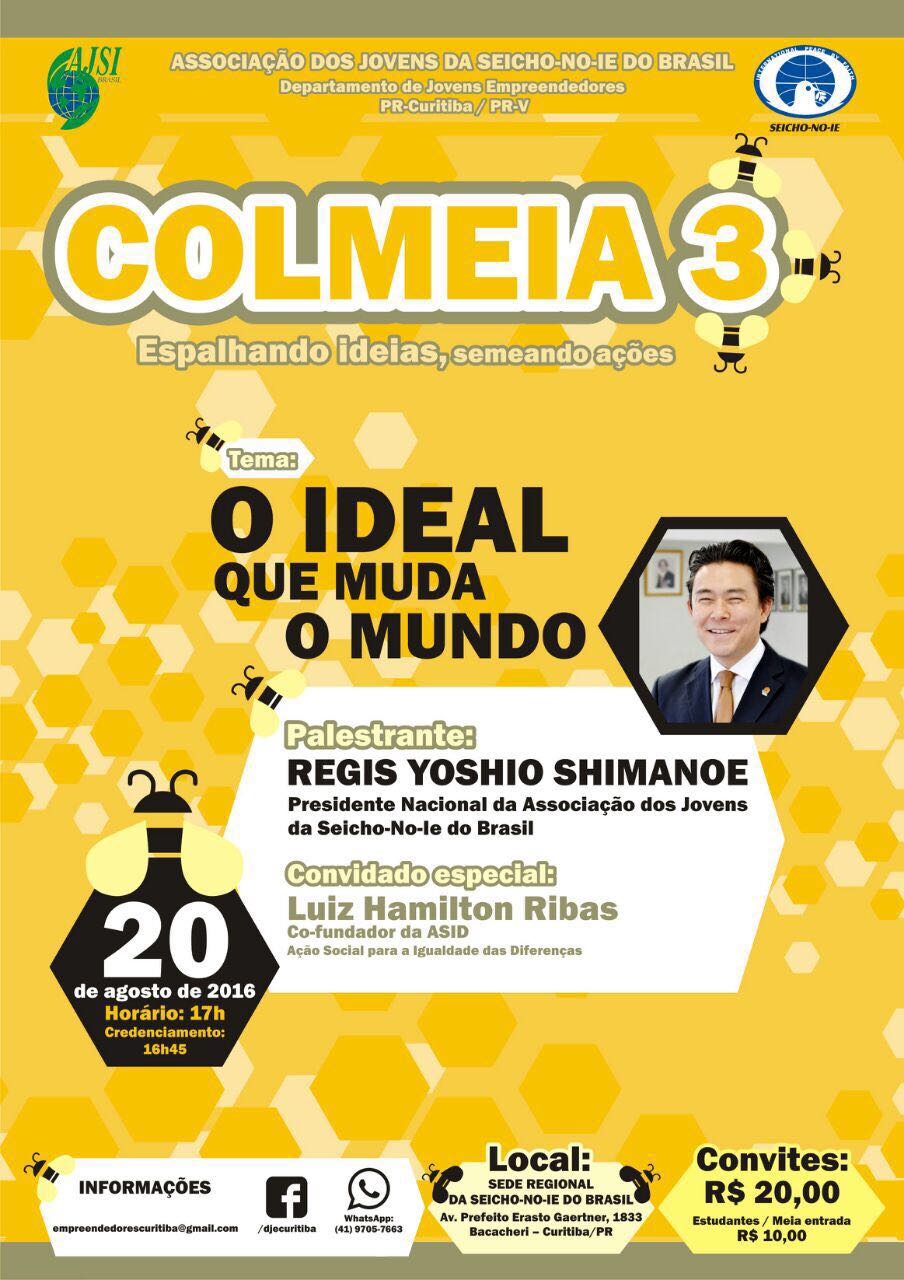 AJSI
BRASIL
ASSOCIAÇÃO DOS JOVENS DA SEICHO-NO-IE DO BRASIL
Departamento de Jovens Empreendedores
PR-Curitiba / PR-V
INTERNATIONAL PEACE BY FAITH
SEICHO-NO-IE
COLMEIA 3
Espalhando ideias, semeando ações
Tema:
O IDEAL
QUE MUDA
O MUNDO
Palestrante:
REGIS YOSHIO SHIMANOE
Presidente Nacional da Associação dos Jovens
da Seicho-No-Ie do Brasil
Convidado especial:
Luiz Hamilton Ribas
Co-fundador da ASID
Ação Social para a Igualdade das Diferenças
20
de agosto de 2016
Horário: 17h
Credenciamento:
16h45
INFORMAÇÕES
empreendedorescuritiba@gmail.com
/djecuritiba
WhatsApp:
(41) 9705-7663
Local:
SEDE REGIONAL
DA SEICHO-NO-IE DO BRASIL
Av. Prefeito Erasto Gaertner, 1833
Bacacheri – Curitiba/PR
Convites:
R$ 20,00
Estudantes / Meia entrada
R$ 10,00